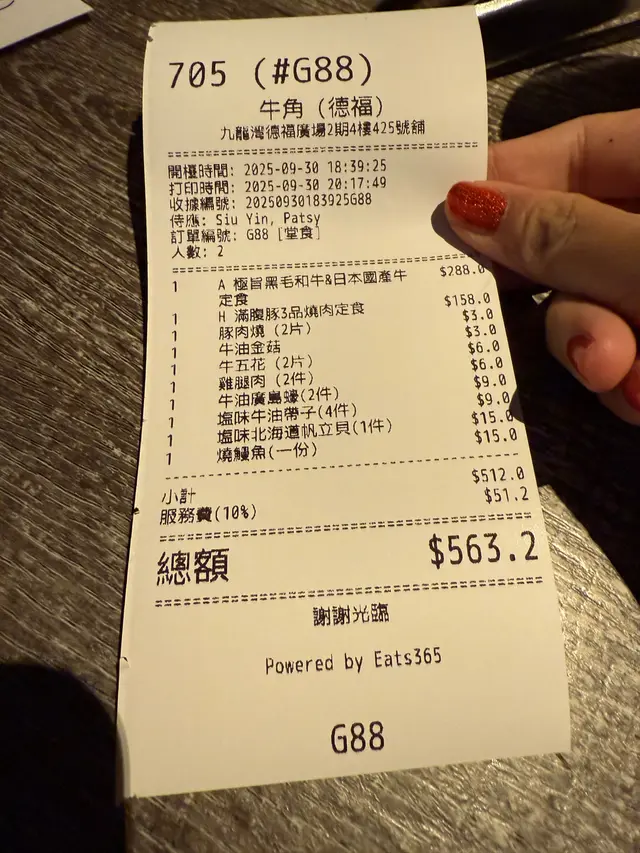 705 (#G88)
牛角 (德福)
九龍灣德福廣場2期4樓425號舖
開檯時間: 2025-09-30 18:39:25
打印時間: 2025-09-30 20:17:49
收據編號: 20250930183925G88
侍應: Siu Yin, Patsy
訂單編號: G88 [堂食]
人數: 2
1 A 極旨黑毛和牛&日本國產牛定食 $288.0
1 H 滿腹豚3品燒肉定食 $158.0
1 豚肉燒 (2片) $3.0
1 牛油金菇 $3.0
1 牛五花 (2片) $6.0
1 雞腿肉 (2件) $6.0
1 牛油廣島蠔(2件) $9.0
1 塩味牛油帶子(4件) $9.0
1 塩味北海道帆立貝(1件) $15.0
1 燒鰻魚(一份) $15.0
小計 $512.0
服務費(10%) $51.2
總額 $563.2
謝謝光臨
Powered by Eats365
G88